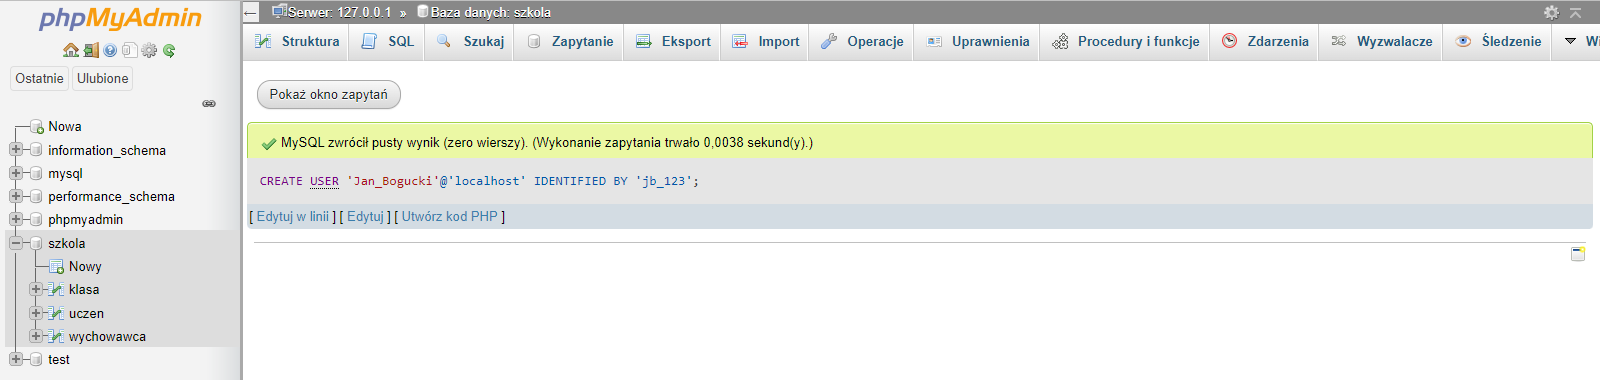 phpMyAdmin
Ostatnie Ulubione
Nowa
information_schema
mysql
performance_schema
phpmyadmin
szkola
Nowy
klasa
uczen
wychowawca
test
Serwer: 127.0.0.1 » Baza danych: szkola
Struktura SQL Szukaj Zapytanie Eksport Import Operacje Uprawnienia Procedury i funkcje Zdarzenia Wyzwalacze Śledzenie Wi
Pokaż okno zapytań
MySQL zwrócił pusty wynik (zero wierszy). (Wykonanie zapytania trwało 0,0038 sekund(y).)
CREATE USER 'Jan_Bogucki'@'localhost' IDENTIFIED BY 'jb_123';
[ Edytuj w linii ] [ Edytuj ] [ Utwórz kod PHP ]